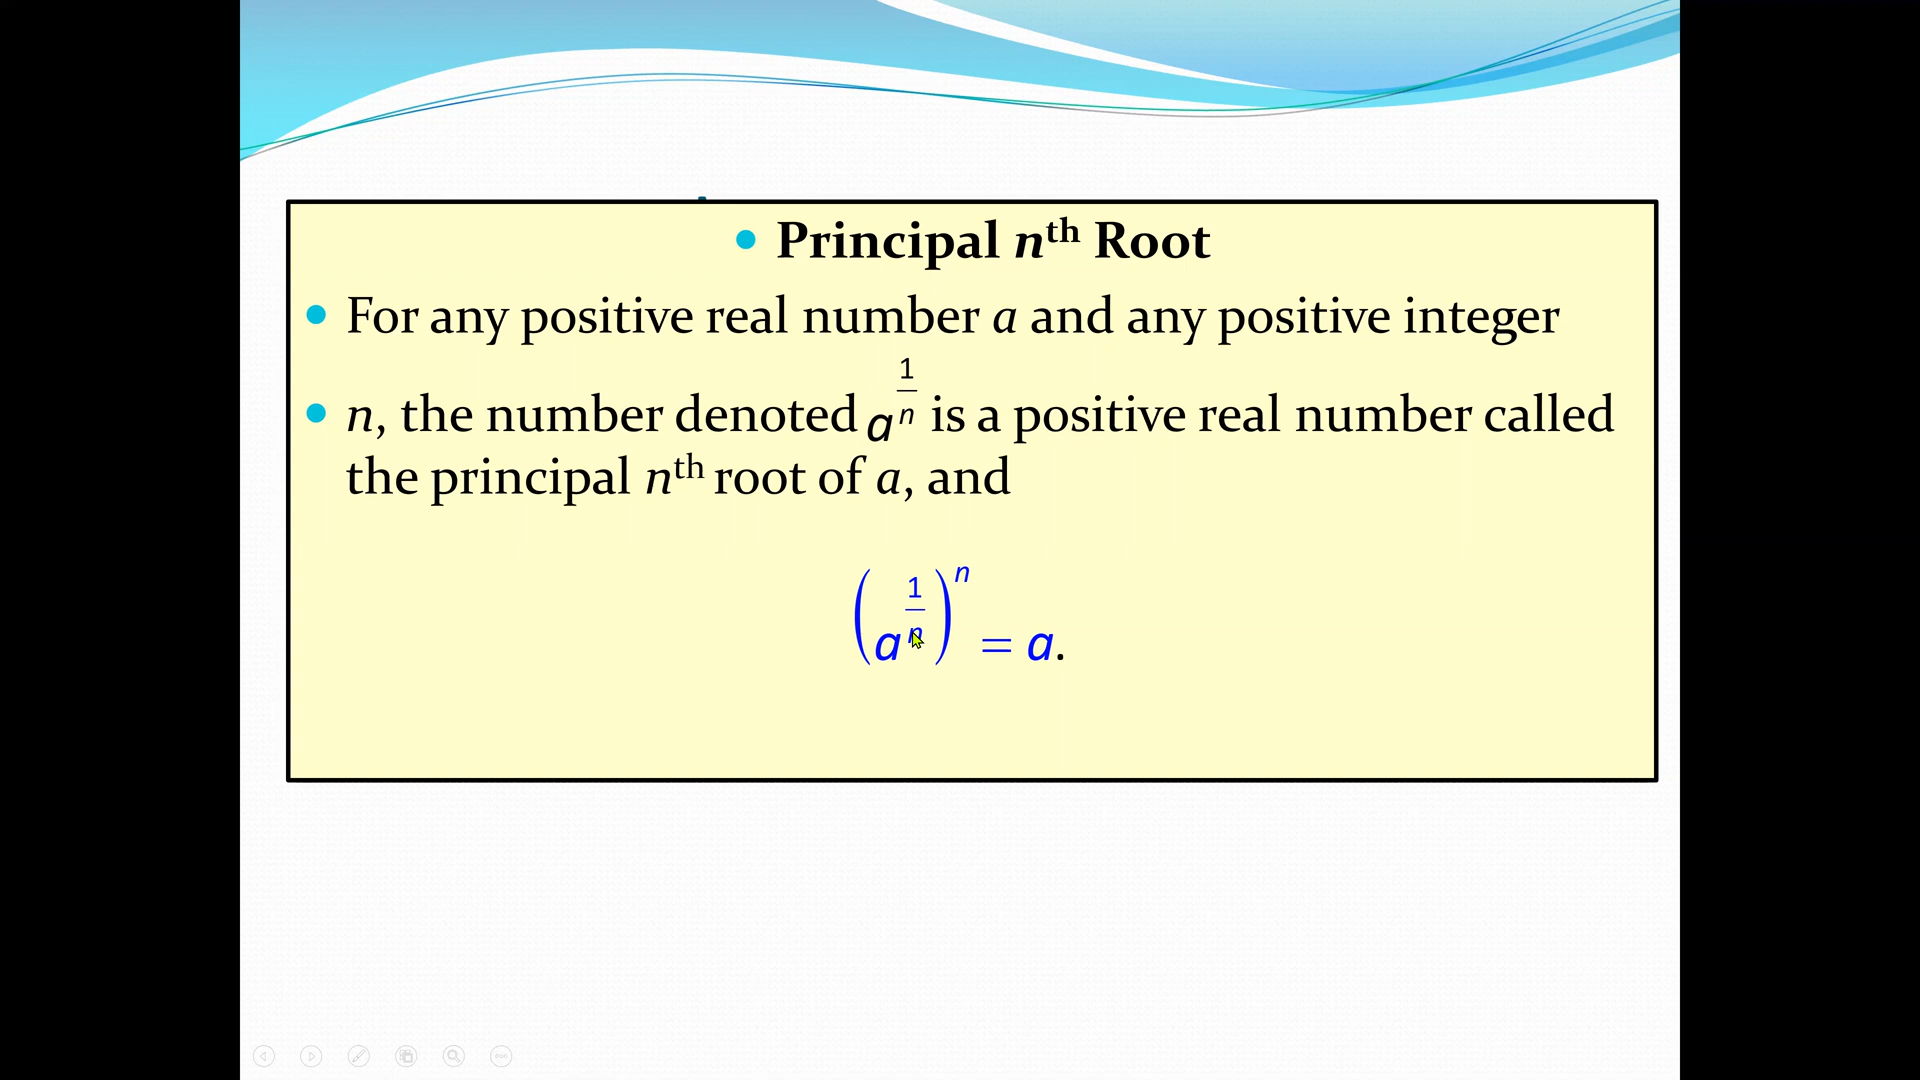 • Principal nᵗʰ Root
• For any positive real number a and any positive integer
• n, the number denoted a^(1/n) is a positive real number called
the principal nᵗʰ root of a, and
(a^(1/n))^n = a.